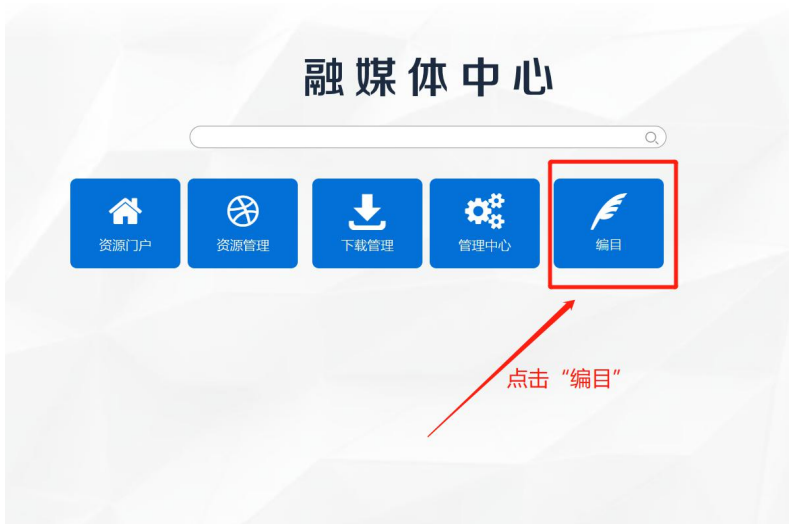 融媒体中心
资源门户
资源管理
下载管理
管理中心
编目
点击“编目”